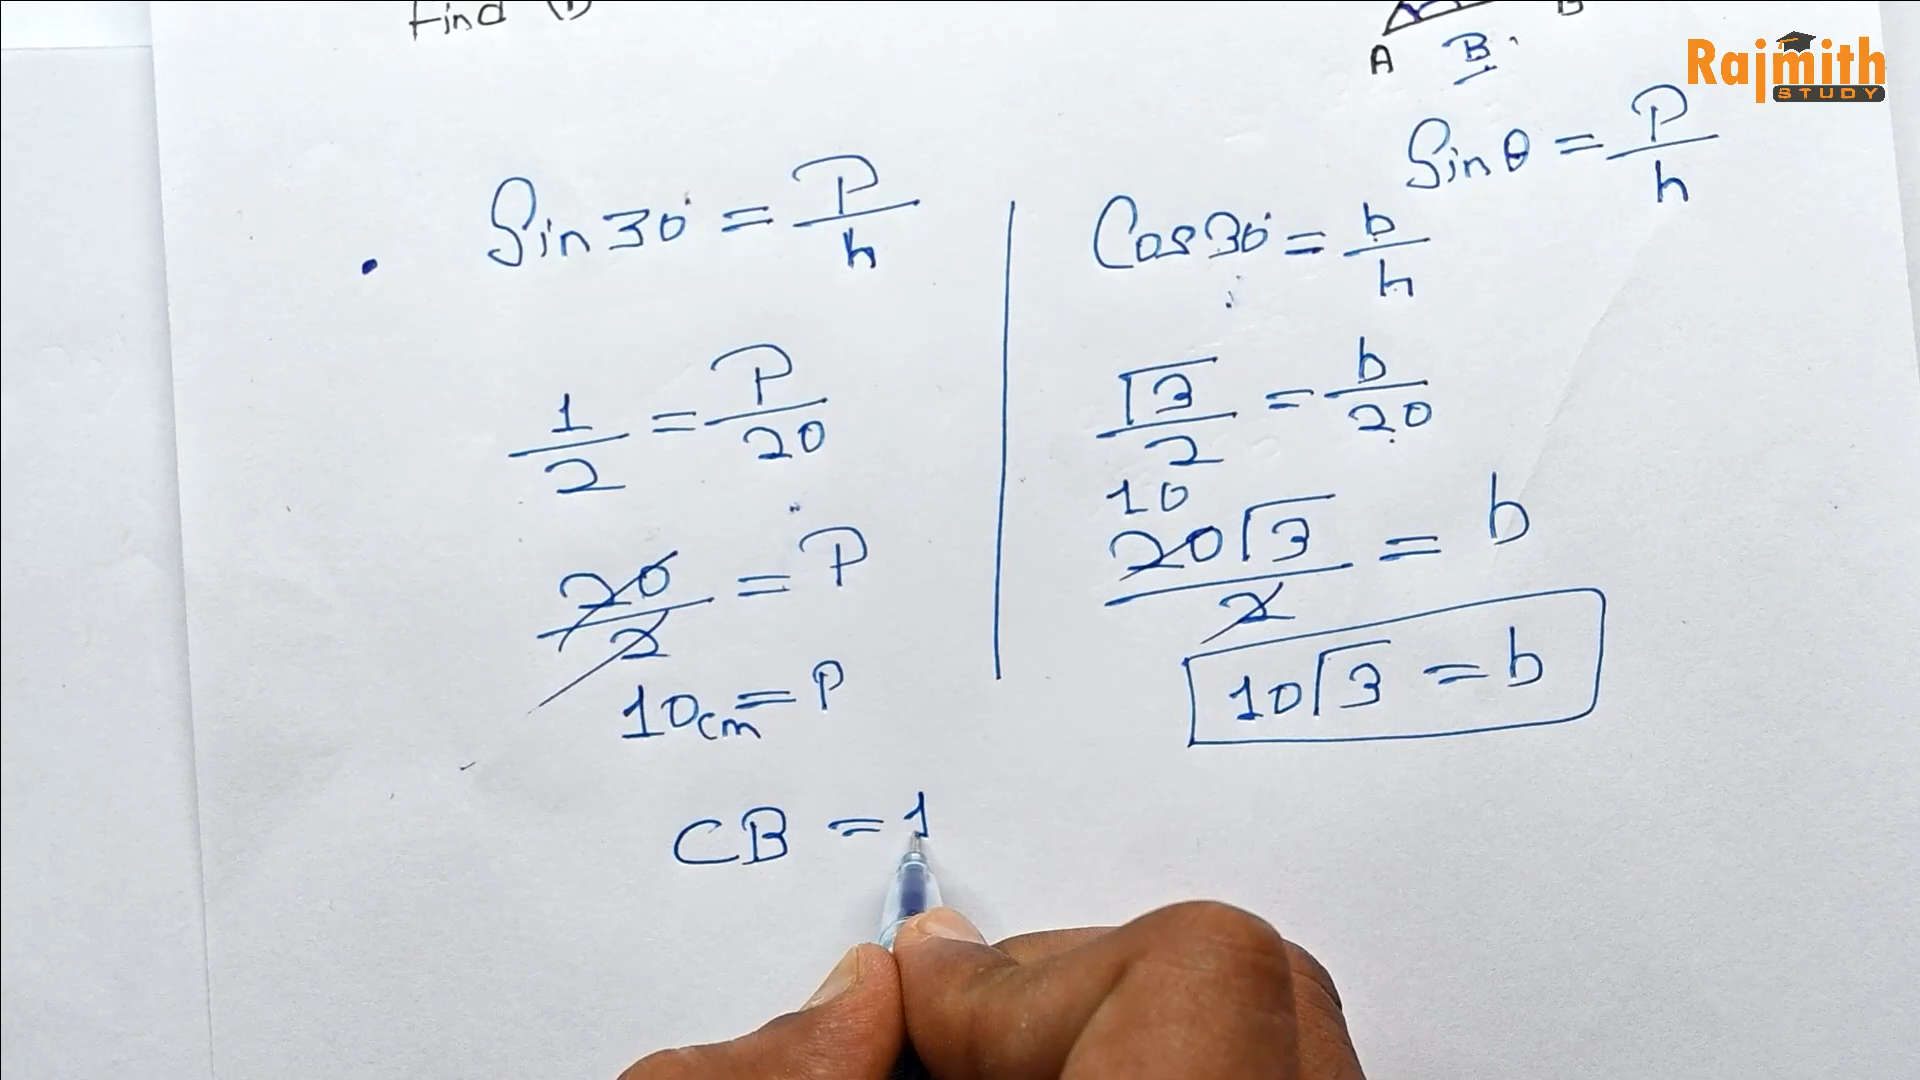 find (1)
A B
Rajmith
STUDY
Sinθ = P/h
Sin30° = P/h
Cos30° = b/h
1/2 = P/20
√3/2 = b/20
20/2 = P
10
20√3/2 = b
10cm = P
10√3 = b
CB = 1